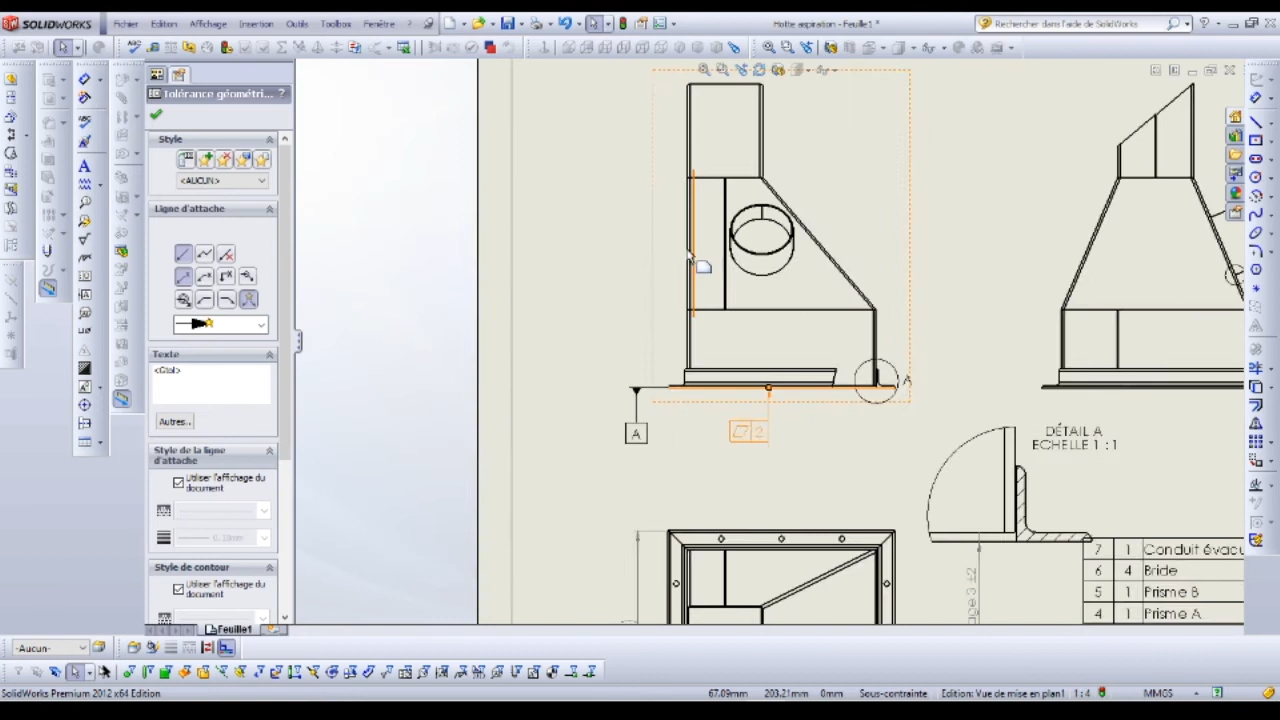 SOLIDWORKS Fichier Edition Affichage Insertion Outils Toolbox Fenêtre ? Hotte aspiration - Feuille1 * Rechercher dans l'aide de SolidWorks
Tolérance géométri... ?
Style
<AUCUN>
Ligne d'attache
Texte
<Gtol>
Autres...
Style de la ligne d'attache
Utiliser l'affichage du document
0.18mm
Style de contour
Utiliser l'affichage du document
A
A
2
DÉTAIL A
ECHELLE 1 : 1
7 1 Conduit évacu
6 4 Bride
5 1 Prisme B
4 1 Prisme A
Feuille1
-Aucun-
SolidWorks Premium 2012 x64 Edition 67.09mm 203.21mm 0mm Sous-contrainte Edition: Vue de mise en plan1 1 : 4 MMGS